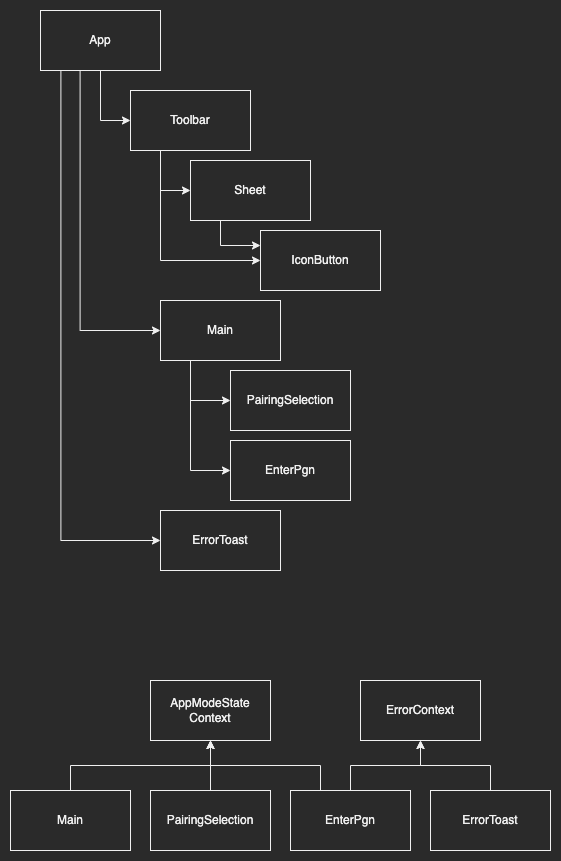 App
Toolbar
Sheet
IconButton
Main
PairingSelection
EnterPgn
ErrorToast
AppModeState
Context
ErrorContext
Main
PairingSelection
EnterPgn
ErrorToast